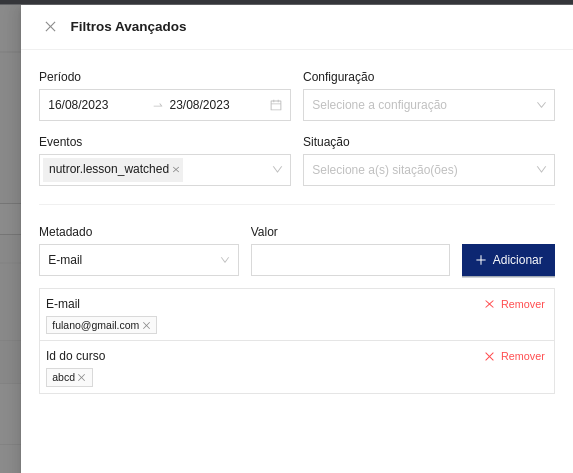 Filtros Avançados
Período
Configuração
16/08/2023
23/08/2023
Selecione a configuração
Eventos
Situação
nutror.lesson_watched
Selecione a(s) sitação(ões)
Metadado
Valor
E-mail
Adicionar
E-mail
Remover
fulano@gmail.com
Id do curso
Remover
abcd